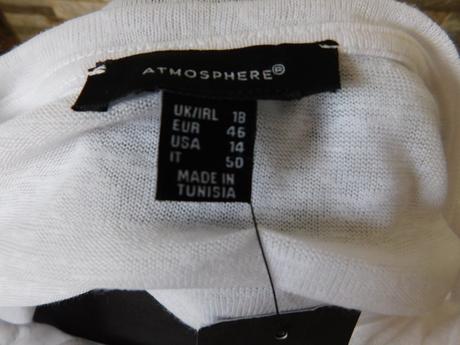 ATMOSPHERE
UK/IRL 18
EUR 46
USA 14
IT 50
MADE IN
TUNISIA